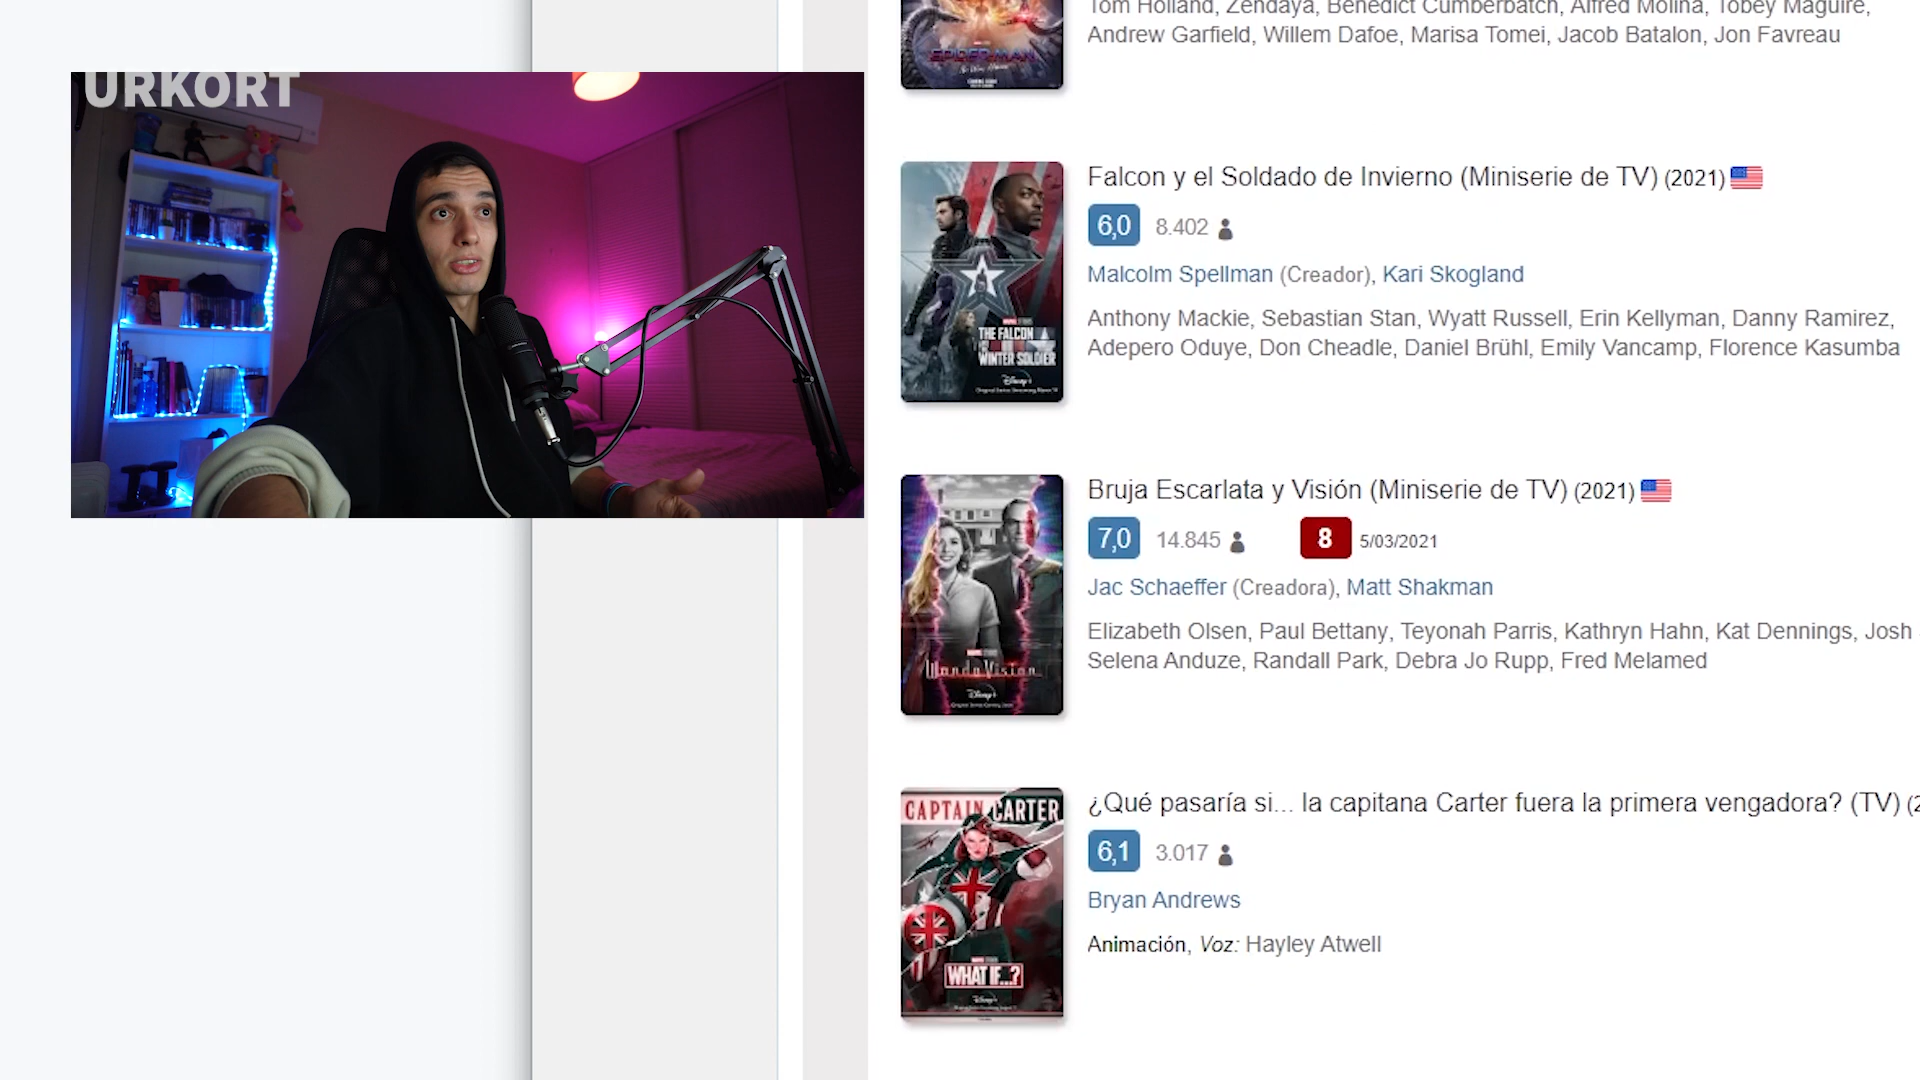 URKORT
Tom Holland, Zendaya, Benedict Cumberbatch, Alfred Molina, Tobey Maguire,
Andrew Garfield, Willem Dafoe, Marisa Tomei, Jacob Batalon, Jon Favreau
SPIDER-MAN
Falcon y el Soldado de Invierno (Miniserie de TV) (2021)
6,0 8.402
Malcolm Spellman (Creador), Kari Skogland
Anthony Mackie, Sebastian Stan, Wyatt Russell, Erin Kellyman, Danny Ramirez,
Adepero Oduye, Don Cheadle, Daniel Brühl, Emily Vancamp, Florence Kasumba
THE FALCON
WINTER SOLDIER
Disney+
Bruja Escarlata y Visión (Miniserie de TV) (2021)
7,0 14.845 8 5/03/2021
Jac Schaeffer (Creadora), Matt Shakman
Elizabeth Olsen, Paul Bettany, Teyonah Parris, Kathryn Hahn, Kat Dennings, Josh
Selena Anduze, Randall Park, Debra Jo Rupp, Fred Melamed
WandaVision
Disney+
¿Qué pasaría si... la capitana Carter fuera la primera vengadora? (TV) (2
6,1 3.017
Bryan Andrews
Animación, Voz: Hayley Atwell
CAPTAIN CARTER
WHAT IF...?
Disney+